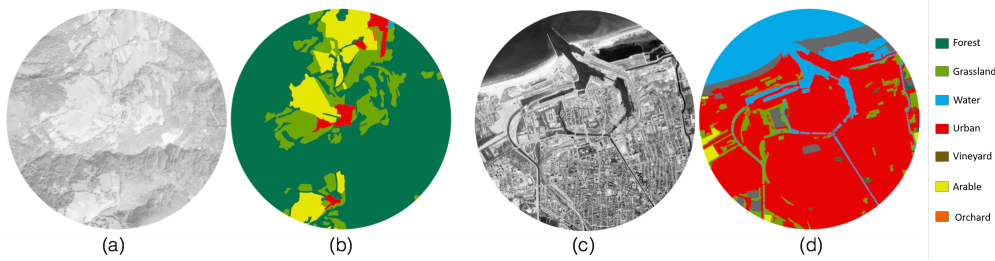 Forest
Grassland
Water
Urban
Vineyard
Arable
Orchard
(a)
(b)
(c)
(d)